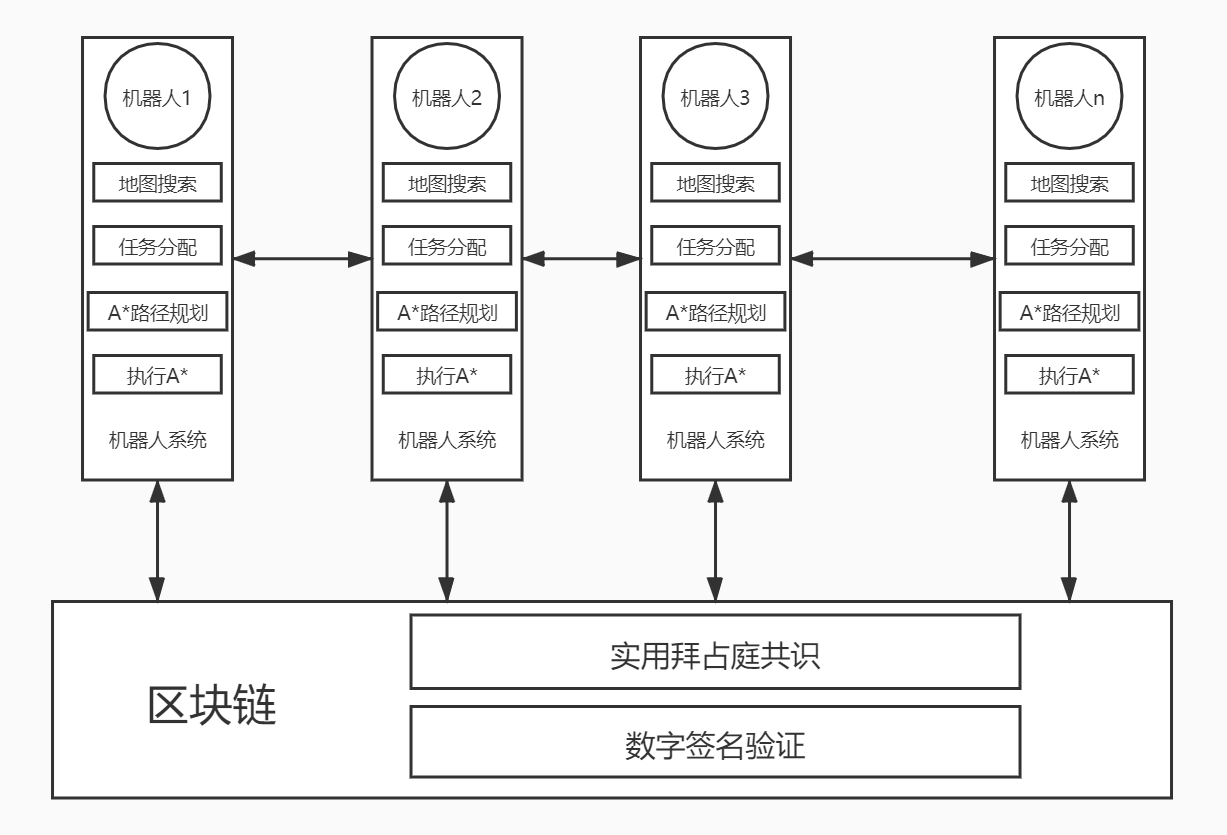 机器人1
机器人2
机器人3
机器人n
地图搜索
地图搜索
地图搜索
地图搜索
任务分配
任务分配
任务分配
任务分配
A*路径规划
A*路径规划
A*路径规划
A*路径规划
执行A*
执行A*
执行A*
执行A*
机器人系统
机器人系统
机器人系统
机器人系统
区块链
实用拜占庭共识
数字签名验证